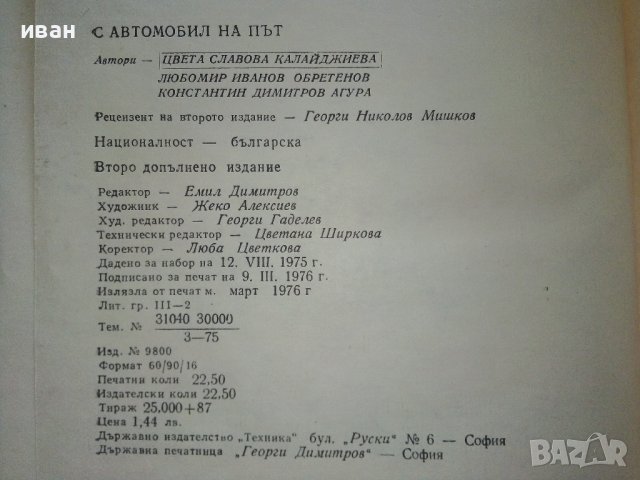 иван
С АВТОМОБИЛ НА ПЪТ
Автори — ЦВЕТА СЛАВОВА КАЛАЙДЖИЕВА
ЛЮБОМИР ИВАНОВ ОБРЕТЕНОВ
КОНСТАНТИН ДИМИТРОВ АГУРА
Рецензент на второто издание — Георги Николов Мишков
Националност — българска
Второ допълнено издание
Редактор — Емил Димитров
Художник — Жеко Алексиев
Худ. редактор — Георги Гаделев
Технически редактор — Цветана Ширкова
Коректор — Люба Цветкова
Дадено за набор на 12. VIII. 1975 г.
Подписано за печат на 9. III. 1976 г.
Излязла от печат м. март 1976 г
Лит. гр. III—2
Тем. № 31040 30000
3—75
Изд. № 9800
Формат 60/90/16
Печатни коли 22,50
Издателски коли 22,50
Тираж 25,000+87
Цена 1,44 лв.
Държавно издателство „Техника“ бул. „Руски“ № 6 — София
Държавна печатница „Георги Димитров“ — София
BAZAR